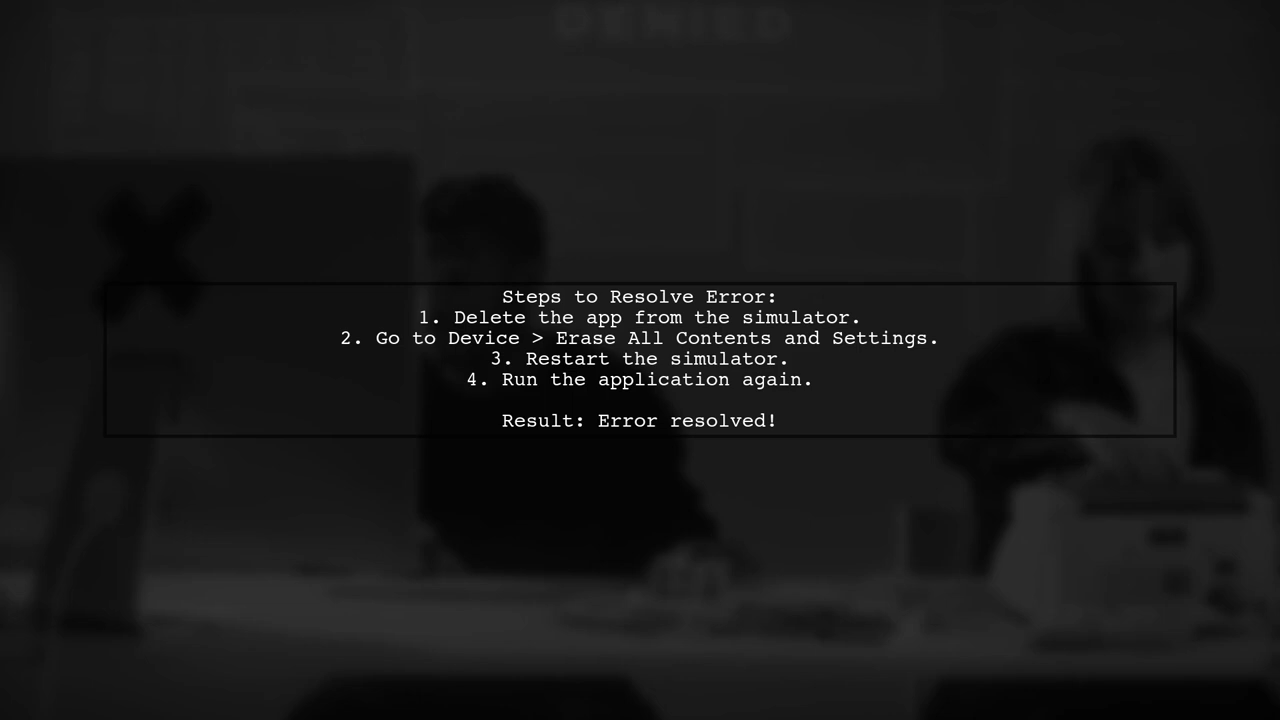 DENIED
Steps to Resolve Error:
1. Delete the app from the simulator.
2. Go to Device > Erase All Contents and Settings.
3. Restart the simulator.
4. Run the application again.
Result: Error resolved!